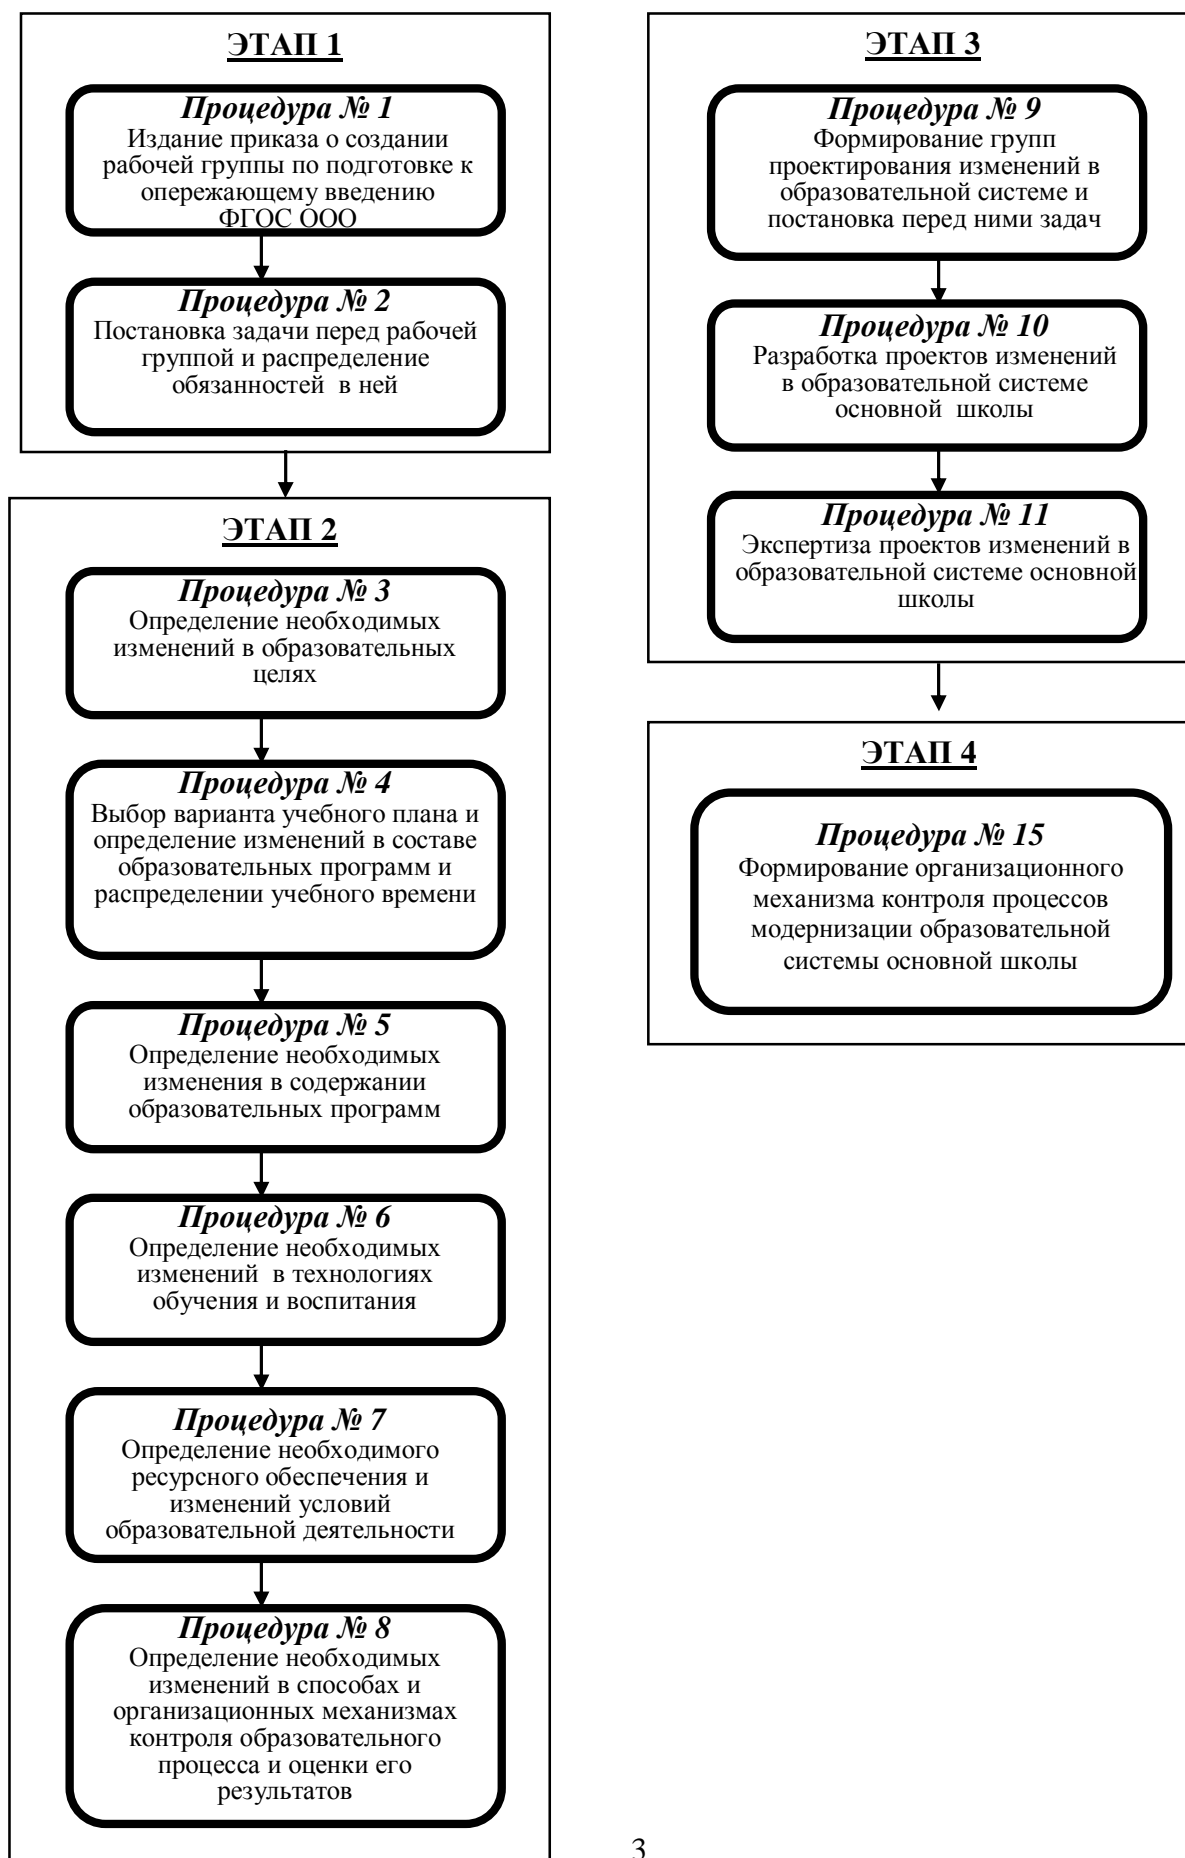 ЭТАП 1
Процедура № 1
Издание приказа о создании
рабочей группы по подготовке к
опережающему введению
ФГОС ООО
Процедура № 2
Постановка задачи перед рабочей
группой и распределение
обязанностей в ней
ЭТАП 2
Процедура № 3
Определение необходимых
изменений в образовательных
целях
Процедура № 4
Выбор варианта учебного плана и
определение изменений в составе
образовательных программ и
распределении учебного времени
Процедура № 5
Определение необходимых
изменения в содержании
образовательных программ
Процедура № 6
Определение необходимых
изменений в технологиях
обучения и воспитания
Процедура № 7
Определение необходимого
ресурсного обеспечения и
изменений условий
образовательной деятельности
Процедура № 8
Определение необходимых
изменений в способах и
организационных механизмах
контроля образовательного
процесса и оценки его
результатов
ЭТАП 3
Процедура № 9
Формирование групп
проектирования изменений в
образовательной системе и
постановка перед ними задач
Процедура № 10
Разработка проектов изменений
в образовательной системе
основной школы
Процедура № 11
Экспертиза проектов изменений в
образовательной системе основной
школы
ЭТАП 4
Процедура № 15
Формирование организационного
механизма контроля процессов
модернизации образовательной
системы основной школы
3